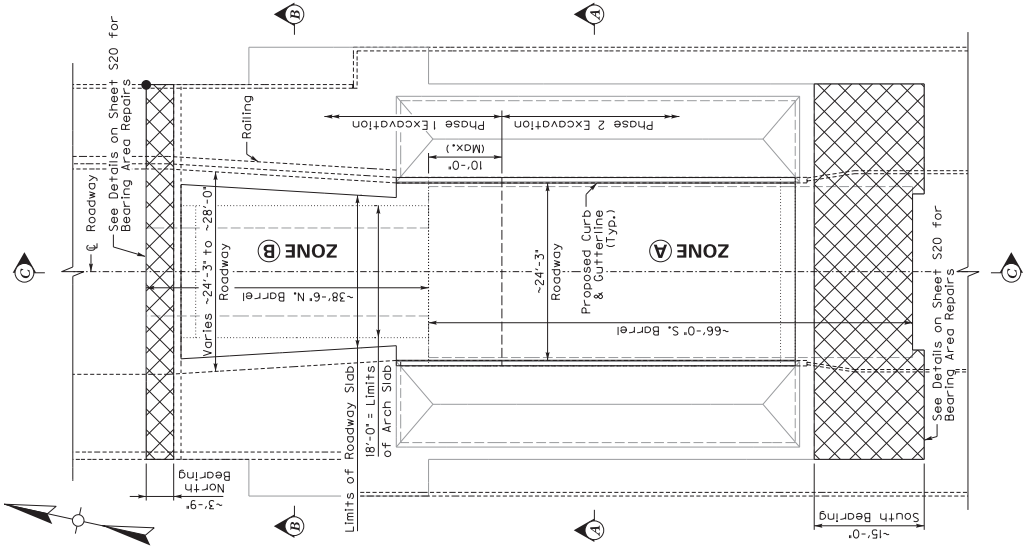 B
A
See Details on Sheet S20 for
Bearing Area Repairs
℄ Roadway
Railing
Phase 1 Excavation
Phase 2 Excavation
10'-0"
(Max.)
C
Varies ~24'-3" to ~28'-0"
Roadway
ZONE B
~38'-6" N. Barrel
~24'-3"
Roadway
Proposed Curb
& Gutterline
(Typ.)
ZONE A
~66'-0" S. Barrel
C
Limits of Roadway Slab
18'-0" = Limits
of Arch Slab
See Details on Sheet S20 for
Bearing Area Repairs
North
Bearing
~3'-9"
South Bearing
~15'-0"
B
A